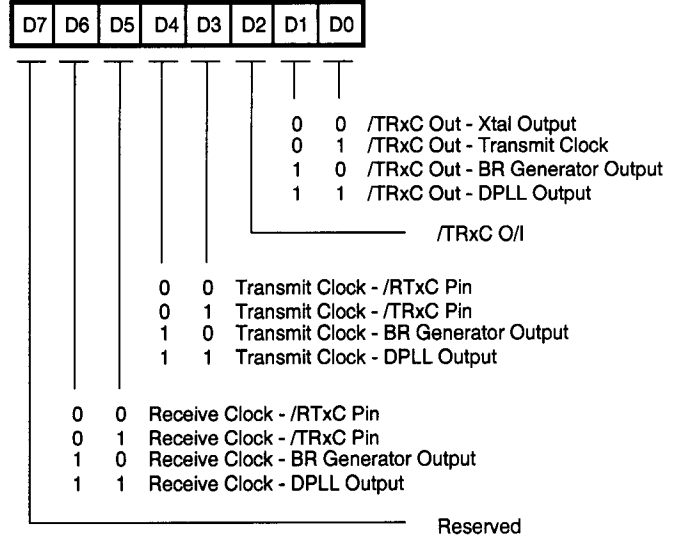 D7 D6 D5 D4 D3 D2 D1 D0
0 0 /TRxC Out - Xtal Output
0 1 /TRxC Out - Transmit Clock
1 0 /TRxC Out - BR Generator Output
1 1 /TRxC Out - DPLL Output
/TRxC O/I
0 0 Transmit Clock - /RTxC Pin
0 1 Transmit Clock - /TRxC Pin
1 0 Transmit Clock - BR Generator Output
1 1 Transmit Clock - DPLL Output
0 0 Receive Clock - /RTxC Pin
0 1 Receive Clock - /TRxC Pin
1 0 Receive Clock - BR Generator Output
1 1 Receive Clock - DPLL Output
Reserved